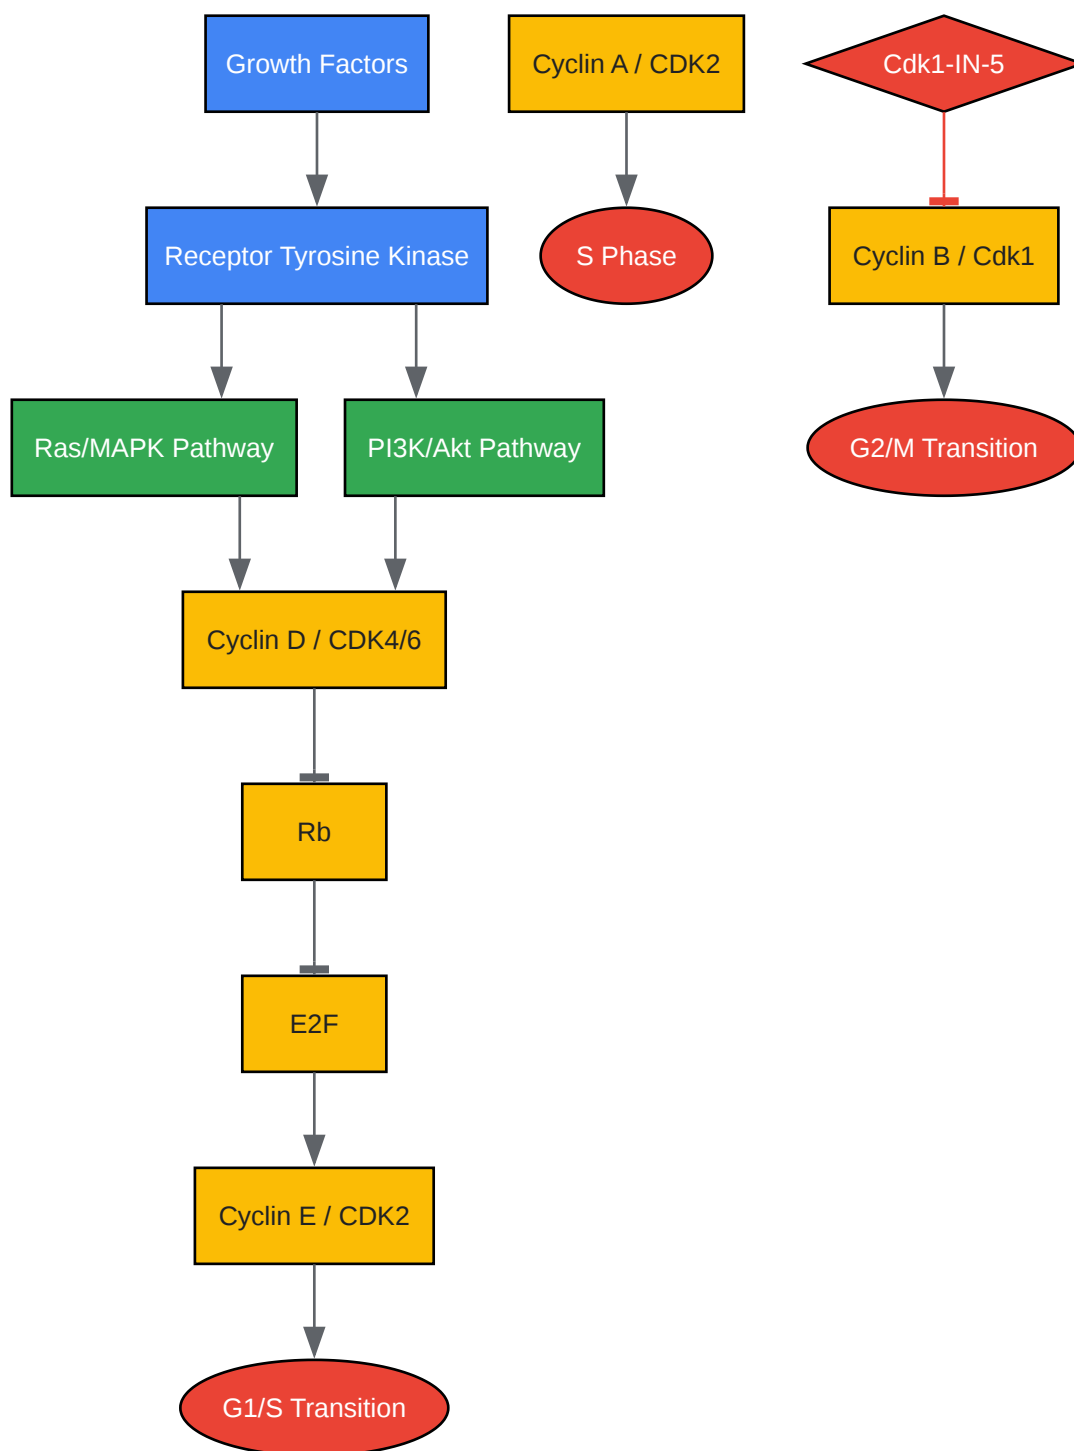 Growth Factors
Cyclin A / CDK2
Cdk1-IN-5
Receptor Tyrosine Kinase
S Phase
Cyclin B / Cdk1
Ras/MAPK Pathway
PI3K/Akt Pathway
G2/M Transition
Cyclin D / CDK4/6
Rb
E2F
Cyclin E / CDK2
G1/S Transition